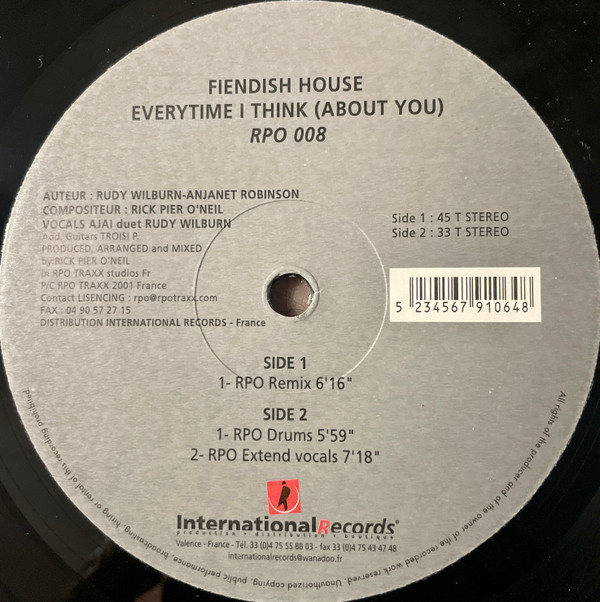 FIENDISH HOUSE
EVERYTIME I THINK (ABOUT YOU)
RPO 008
AUTEUR : RUDY WILBURN-ANJANET ROBINSON
COMPOSITEUR : RICK PIER O'NEIL
VOCALS AJAI duet RUDY WILBURN
Add. Guitars TROISI P.
PRODUCED, ARRANGED and MIXED
by RICK PIER O'NEIL
in RPO TRAXX studios Fr
P/C RPO TRAXX 2001 France
Contact LISENCING : rpo@rpotraxx.com
FAX : 04 90 57 27 15
DISTRIBUTION INTERNATIONAL RECORDS - France
Side 1 : 45 T STEREO
Side 2 : 33 T STEREO
5 234567 910648
SIDE 1
1- RPO Remix 6'16"
SIDE 2
1- RPO Drums 5'59"
2- RPO Extend vocals 7'18"
InternationalRecords®
production • distribution • boutique
Valence - France - Tél. 33 (0)4 75 55 88 03 - fax 33 (0)4 75 43 47 48
internationalrecords@wanadoo.fr
All rights of the producer and of the owner of the recorded work reserved. Unauthorized copying, public performance, broadcasting, hiring or rental of this recording prohibited.